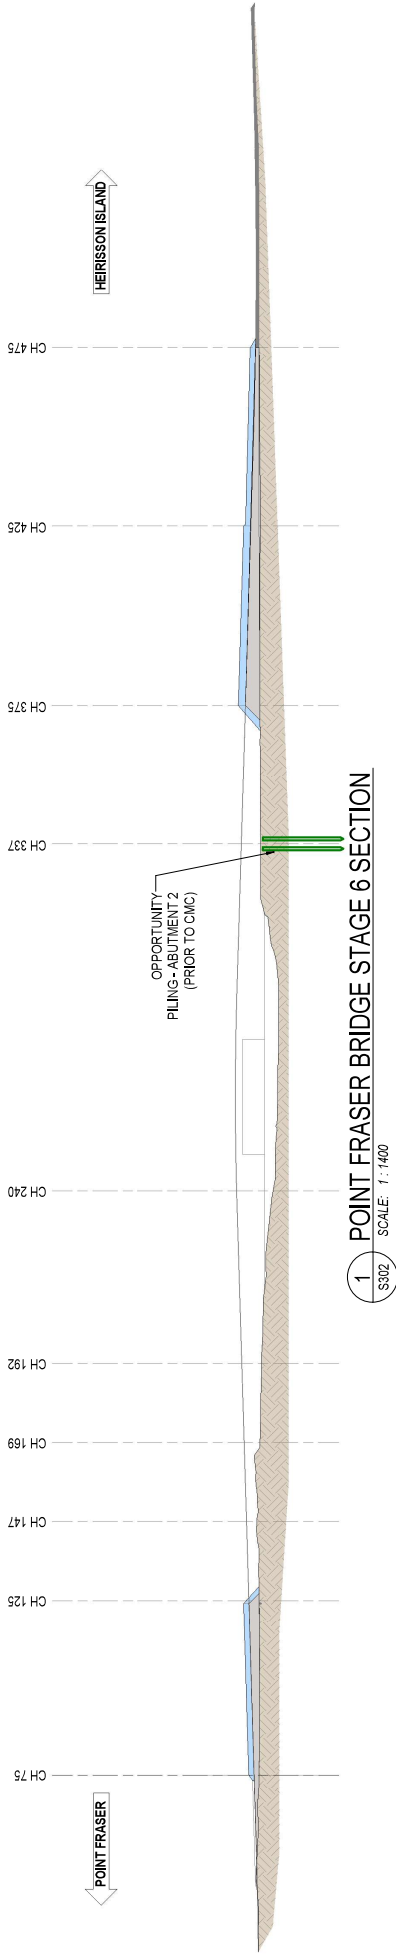 POINT FRASER
HEIRISSON ISLAND
CH 75
CH 125
CH 147
CH 169
CH 192
CH 240
CH 337
CH 375
CH 425
CH 475
OPPORTUNITY
PILING - ABUTMENT 2
(PRIOR TO CMC)
1
S302
POINT FRASER BRIDGE STAGE 6 SECTION
SCALE: 1 : 1400